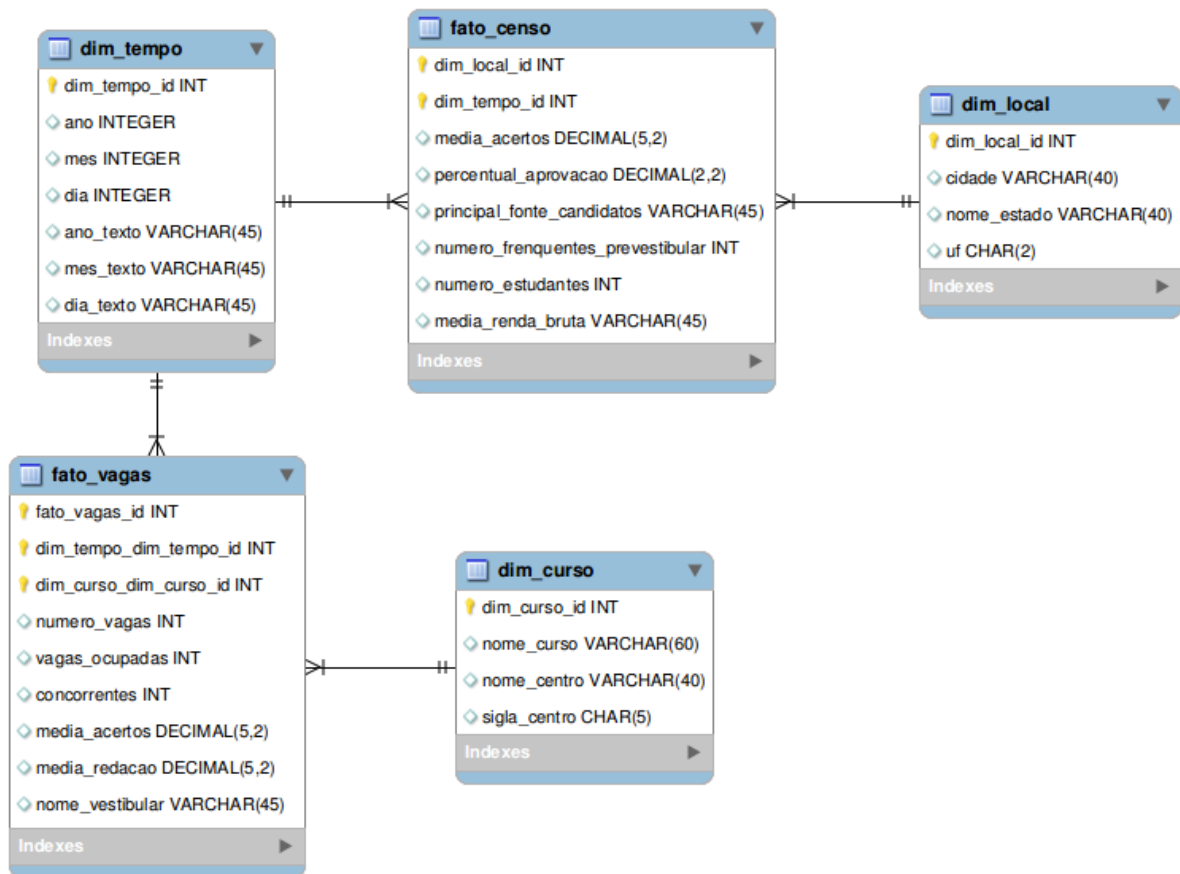 dim_tempo
dim_tempo_id INT
ano INTEGER
mes INTEGER
dia INTEGER
ano_texto VARCHAR(45)
mes_texto VARCHAR(45)
dia_texto VARCHAR(45)
Indexes
fato_censo
dim_local_id INT
dim_tempo_id INT
media_acertos DECIMAL(5,2)
percentual_aprovacao DECIMAL(2,2)
principal_fonte_candidatos VARCHAR(45)
numero_frenquentes_prevestibular INT
numero_estudantes INT
media_renda_bruta VARCHAR(45)
Indexes
dim_local
dim_local_id INT
cidade VARCHAR(40)
nome_estado VARCHAR(40)
uf CHAR(2)
Indexes
fato_vagas
fato_vagas_id INT
dim_tempo_dim_tempo_id INT
dim_curso_dim_curso_id INT
numero_vagas INT
vagas_ocupadas INT
concorrentes INT
media_acertos DECIMAL(5,2)
media_redacao DECIMAL(5,2)
nome_vestibular VARCHAR(45)
Indexes
dim_curso
dim_curso_id INT
nome_curso VARCHAR(60)
nome_centro VARCHAR(40)
sigla_centro CHAR(5)
Indexes